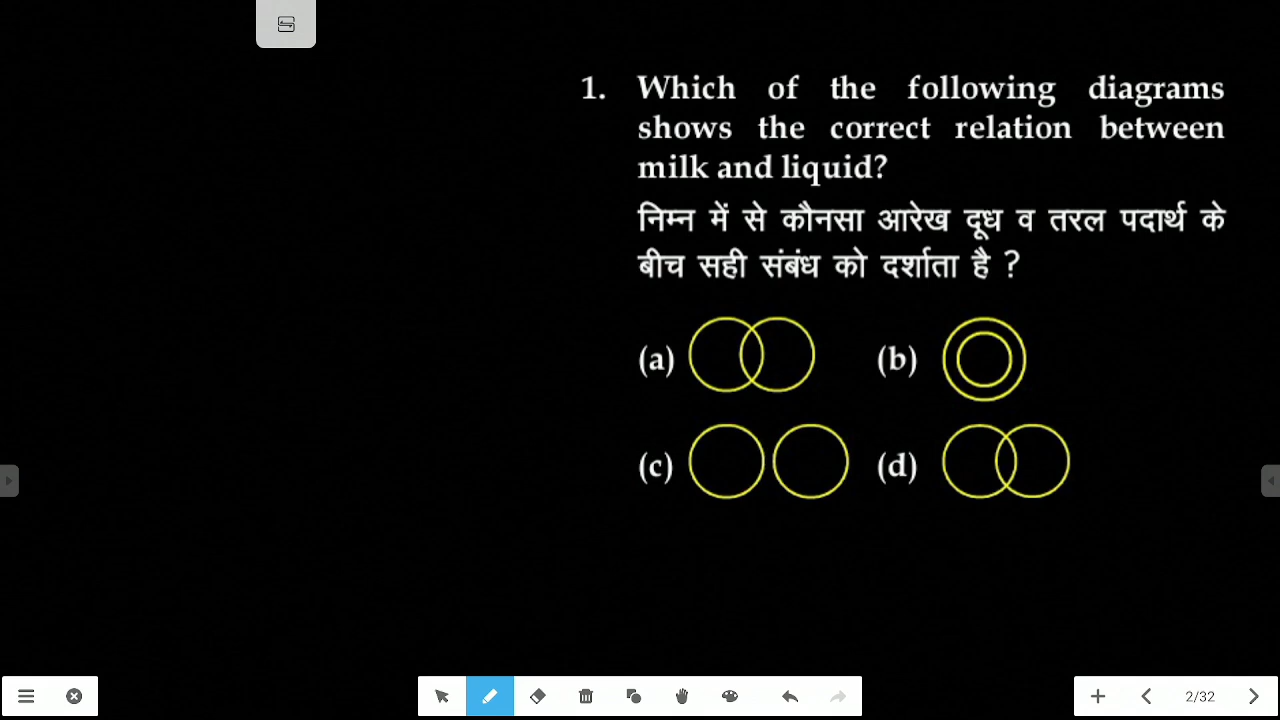 1. Which of the following diagrams
shows the correct relation between
milk and liquid?
निम्न में से कौनसा आरेख दूध व तरल पदार्थ के
बीच सही संबंध को दर्शाता है ?
(a) (b)
(c) (d)
2/32